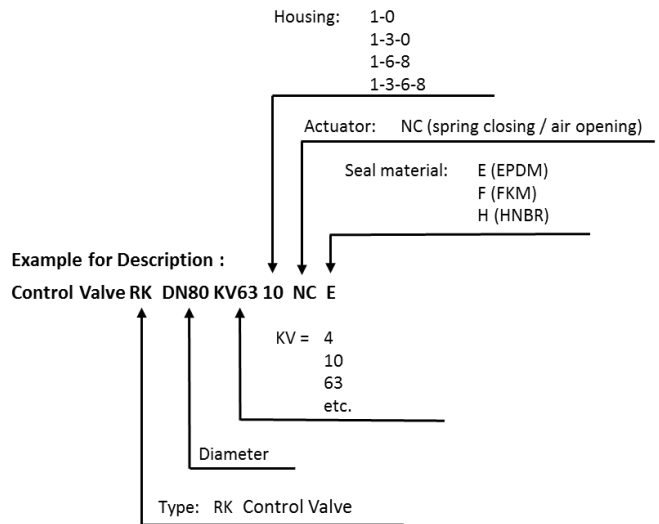 Housing: 1-0
1-3-0
1-6-8
1-3-6-8
Actuator: NC (spring closing / air opening)
Seal material: E (EPDM)
F (FKM)
H (HNBR)
Example for Description :
Control Valve RK DN80 KV63 10 NC E
KV = 4
10
63
etc.
Diameter
Type: RK Control Valve